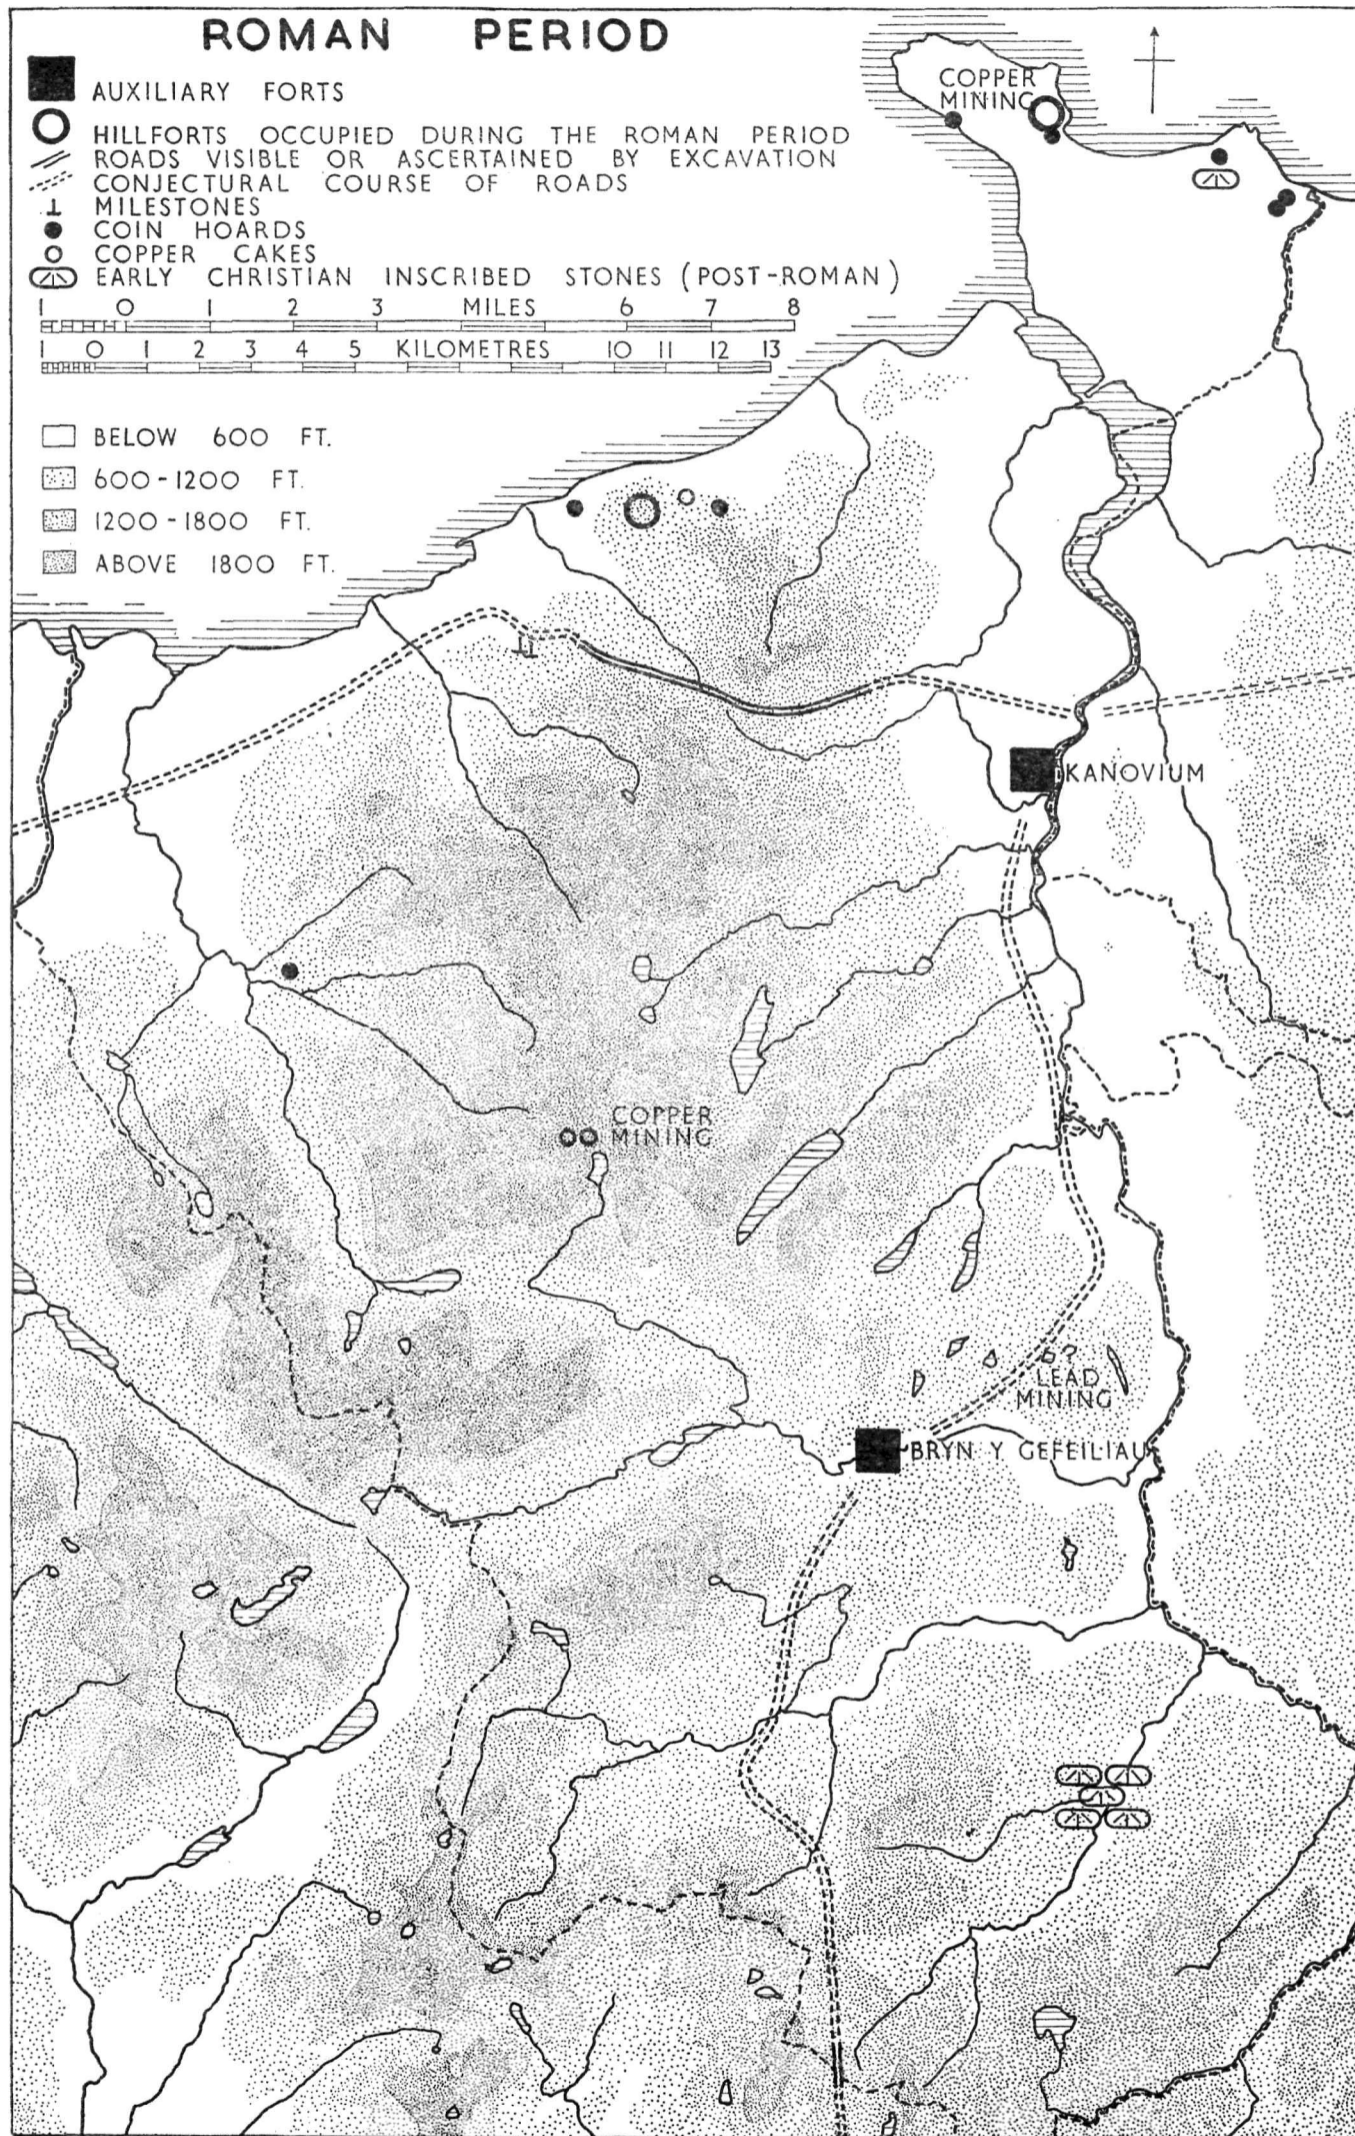 ROMAN PERIOD
AUXILIARY FORTS
HILLFORTS OCCUPIED DURING THE ROMAN PERIOD
ROADS VISIBLE OR ASCERTAINED BY EXCAVATION
CONJECTURAL COURSE OF ROADS
MILESTONES
COIN HOARDS
COPPER CAKES
EARLY CHRISTIAN INSCRIBED STONES (POST-ROMAN)
1 0 1 2 3 MILES 6 7 8
1 0 1 2 3 4 5 KILOMETRES 10 11 12 13
BELOW 600 FT.
600-1200 FT.
1200-1800 FT.
ABOVE 1800 FT.
COPPER
MINING
KANOVIUM
COPPER
MINING
?
LEAD
MINING
BRYN Y GEFEILIAU